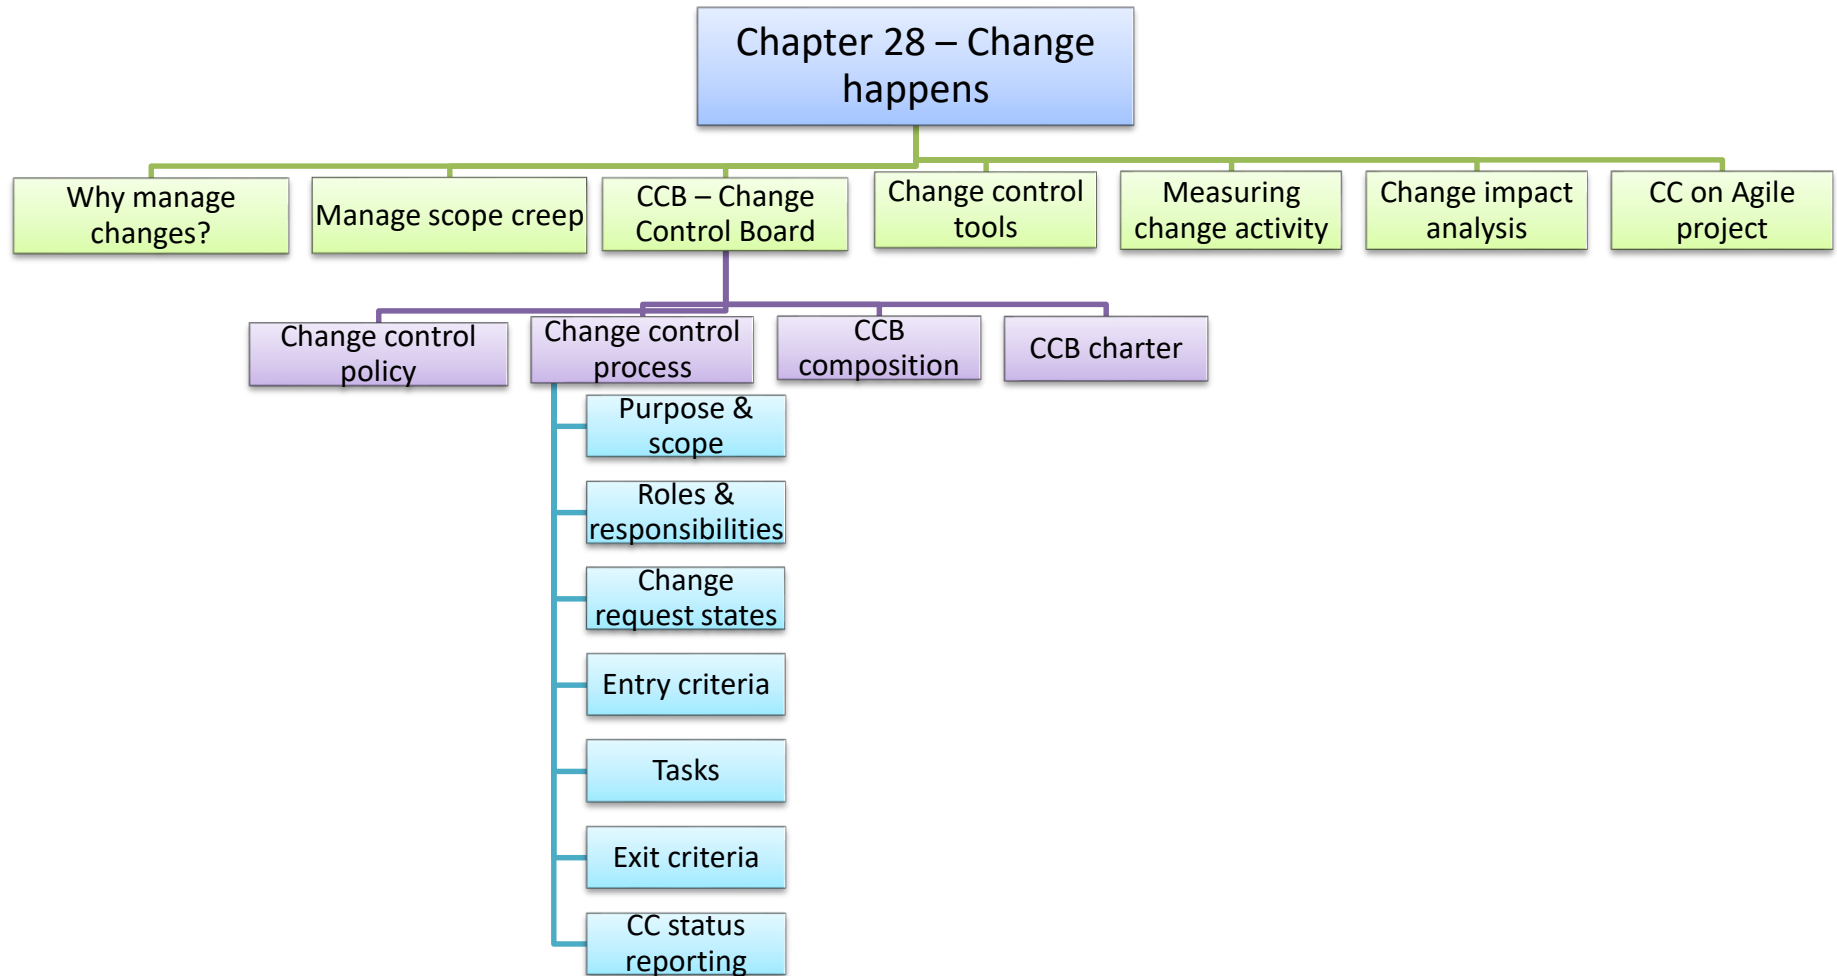 Chapter 28 – Change
happens
Why manage
changes?
Manage scope creep
CCB – Change
Control Board
Change control
tools
Measuring
change activity
Change impact
analysis
CC on Agile
project
Change control
policy
Change control
process
CCB
composition
CCB charter
Purpose &
scope
Roles &
responsibilities
Change
request states
Entry criteria
Tasks
Exit criteria
CC status
reporting